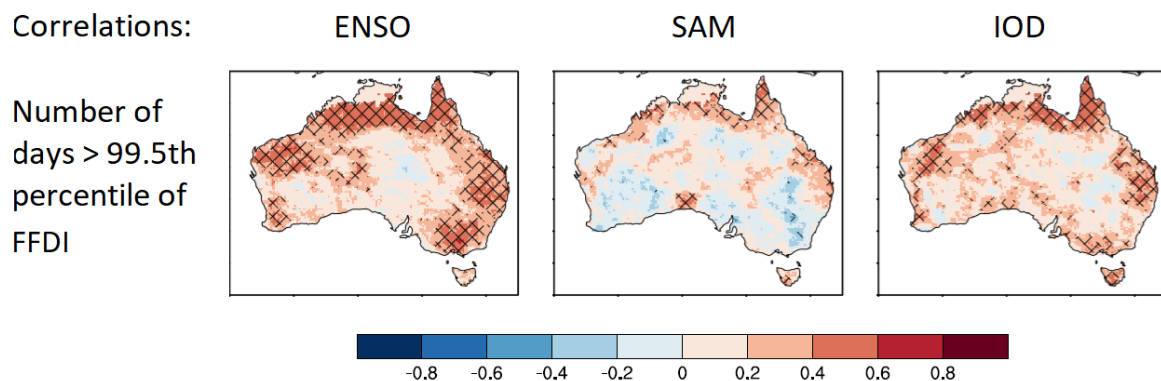 Correlations: ENSO SAM IOD
Number of
days > 99.5th
percentile of
FFDI
-0.8 -0.6 -0.4 -0.2 0 0.2 0.4 0.6 0.8